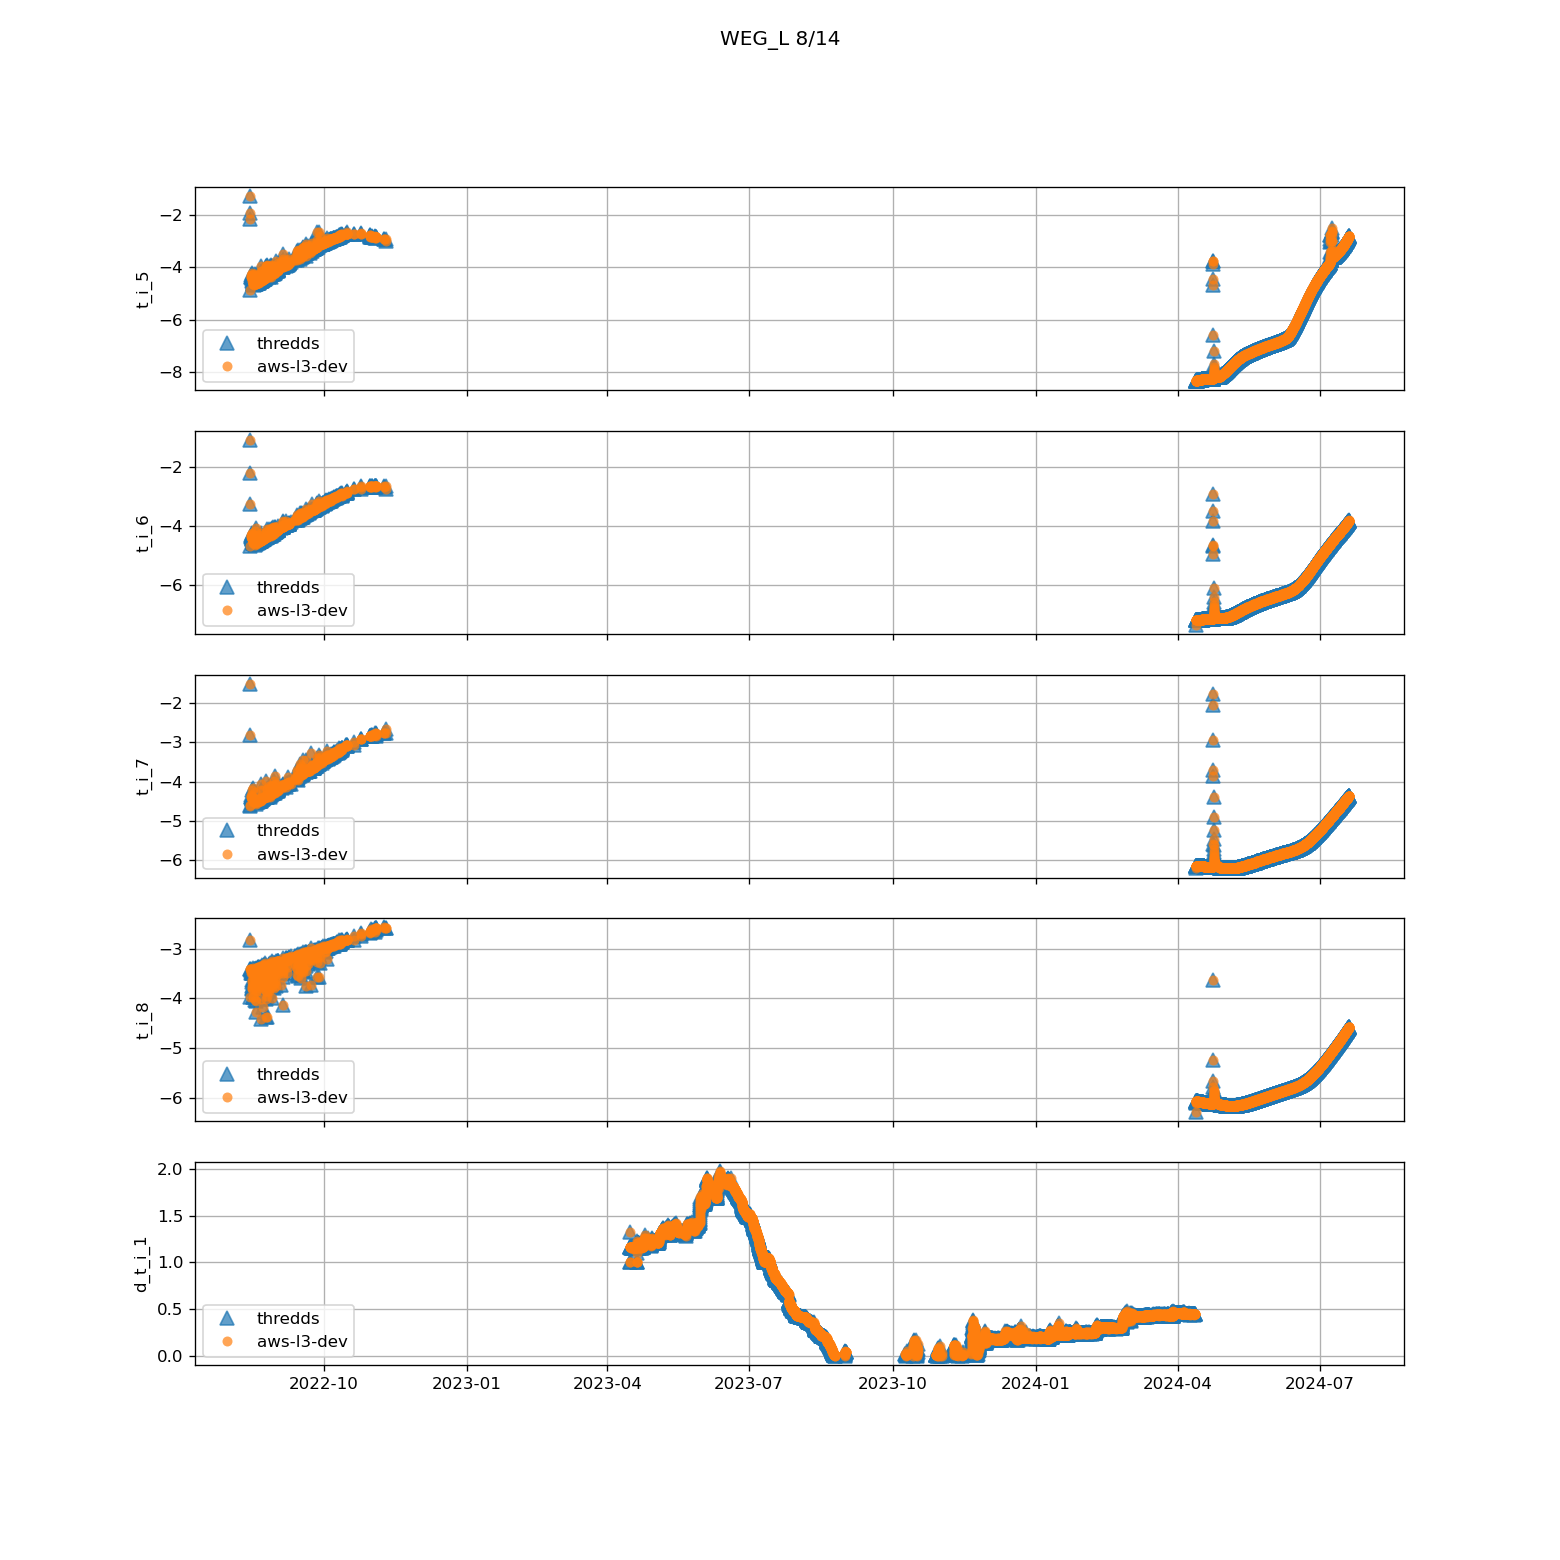 WEG_L 8/14
−2
−4
−6
−8
t_i_5
thredds
aws-l3-dev
−2
−4
−6
t_i_6
thredds
aws-l3-dev
−2
−3
−4
−5
−6
t_i_7
thredds
aws-l3-dev
−3
−4
−5
−6
t_i_8
thredds
aws-l3-dev
2.0
1.5
1.0
0.5
0.0
d_t_i_1
thredds
aws-l3-dev
2022-10 2023-01 2023-04 2023-07 2023-10 2024-01 2024-04 2024-07